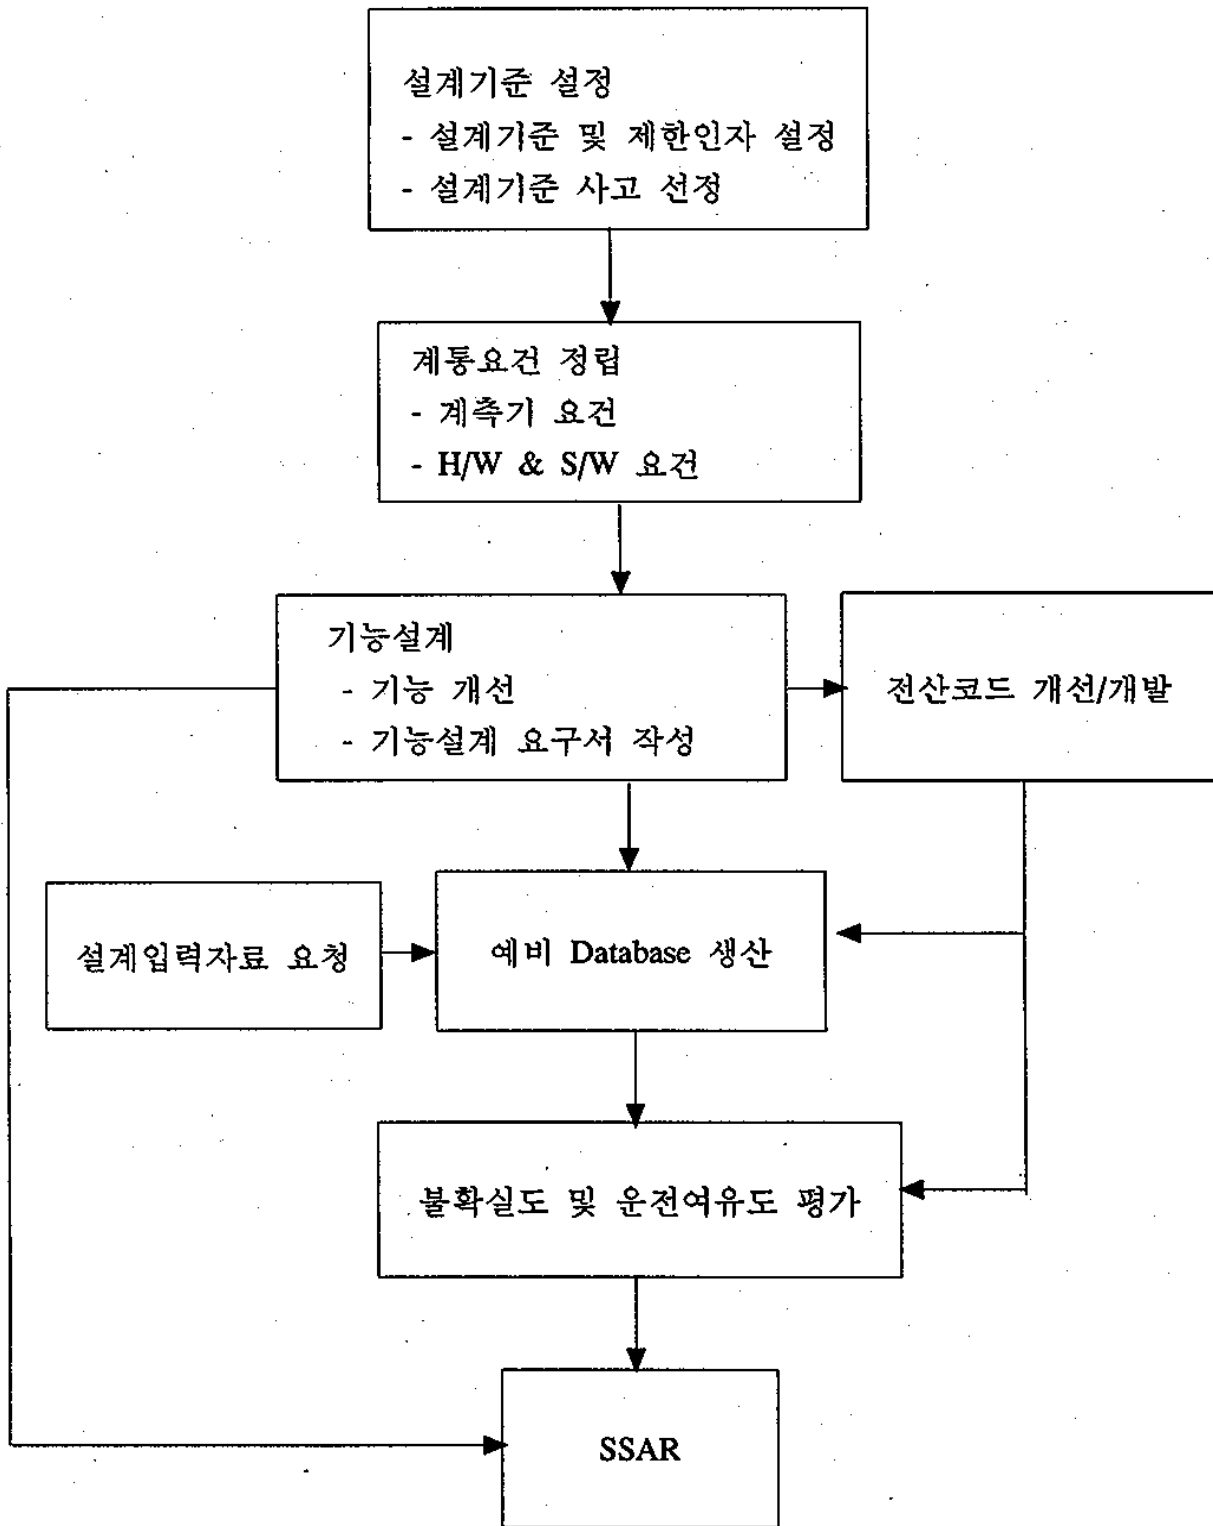 설계기준 설정
- 설계기준 및 제한인자 설정
- 설계기준 사고 선정
계통요건 정립
- 계측기 요건
- H/W & S/W 요건
기능설계
- 기능 개선
- 기능설계 요구서 작성
전산코드 개선/개발
설계입력자료 요청
예비 Database 생산
불확실도 및 운전여유도 평가
SSAR